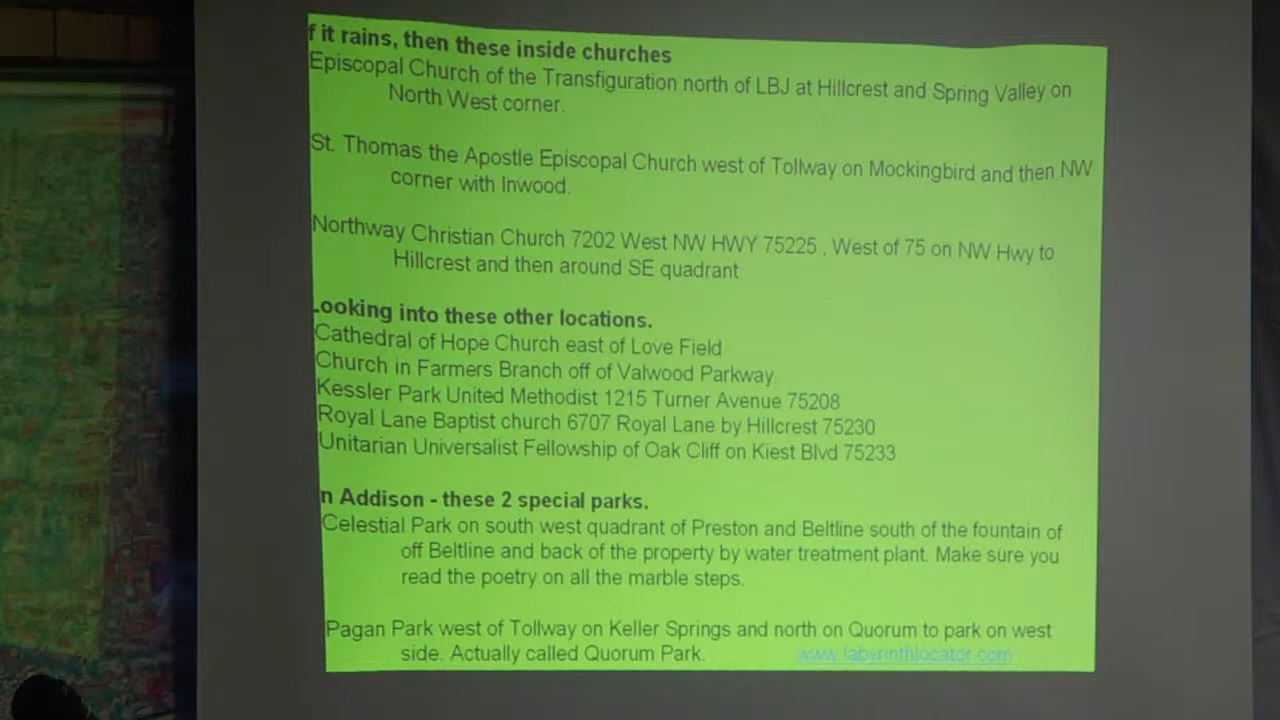 f it rains, then these inside churches
Episcopal Church of the Transfiguration north of LBJ at Hillcrest and Spring Valley on
North West corner.
St. Thomas the Apostle Episcopal Church west of Tollway on Mockingbird and then NW
corner with Inwood.
Northway Christian Church 7202 West NW HWY 75225 , West of 75 on NW Hwy to
Hillcrest and then around SE quadrant
Looking into these other locations.
Cathedral of Hope Church east of Love Field
Church in Farmers Branch off of Valwood Parkway.
Kessler Park United Methodist 1215 Turner Avenue 75208
Royal Lane Baptist church 6707 Royal Lane by Hillcrest 75230
Unitarian Universalist Fellowship of Oak Cliff on Kiest Blvd 75233
n Addison - these 2 special parks.
Celestial Park on south west quadrant of Preston and Beltline south of the fountain of
off Beltline and back of the property by water treatment plant. Make sure you
read the poetry on all the marble steps.
Pagan Park west of Tollway on Keller Springs and north on Quorum to park on west
side. Actually called Quorum Park. www.labyrinthlocator.com